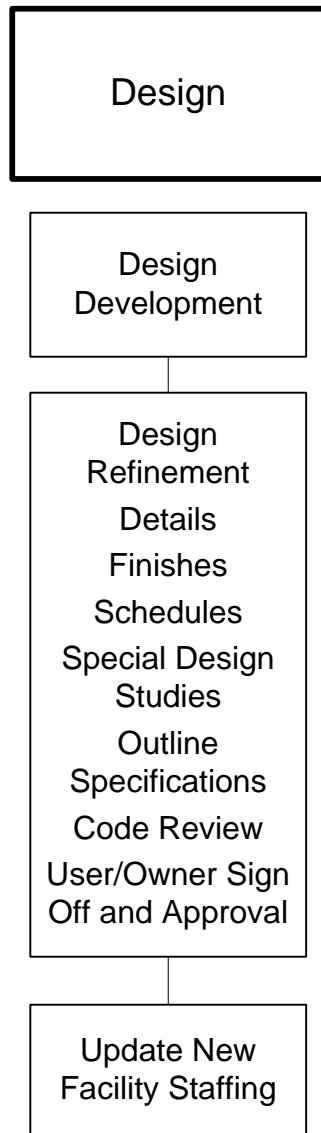 Design
Design
Development
Design
Refinement
Details
Finishes
Schedules
Special Design
Studies
Outline
Specifications
Code Review
User/Owner Sign
Off and Approval
Update New
Facility Staffing